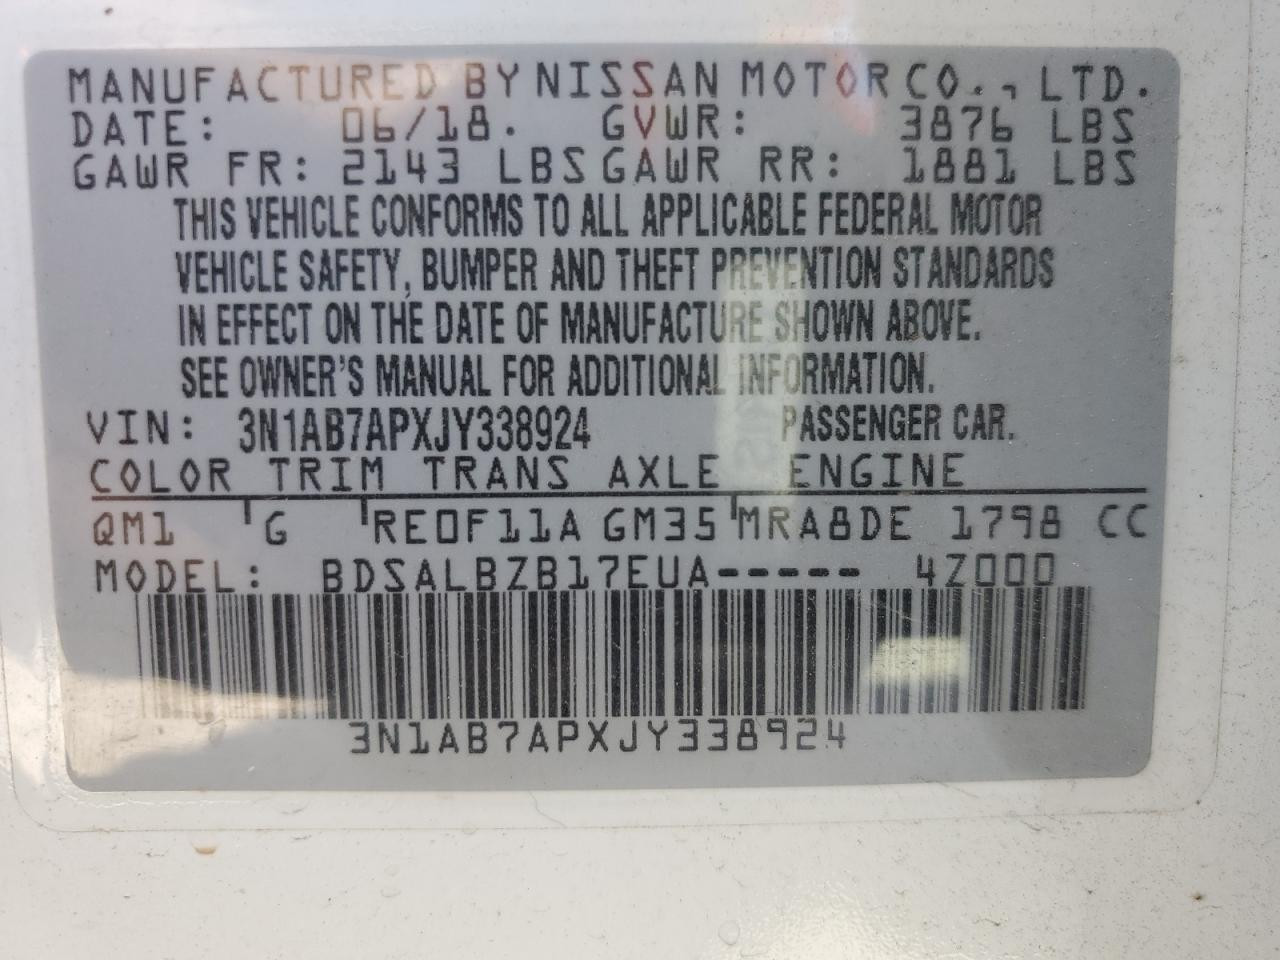 MANUFACTURED BY NISSAN MOTOR CO., LTD.
DATE: 06/18. GVWR: 3876 LBS
GAWR FR: 2143 LBS GAWR RR: 1881 LBS
THIS VEHICLE CONFORMS TO ALL APPLICABLE FEDERAL MOTOR
VEHICLE SAFETY, BUMPER AND THEFT PREVENTION STANDARDS
IN EFFECT ON THE DATE OF MANUFACTURE SHOWN ABOVE.
SEE OWNER'S MANUAL FOR ADDITIONAL INFORMATION.
VIN: 3N1AB7APXJY338924 PASSENGER CAR.
COLOR TRIM TRANS AXLE ENGINE
QM1 G RE0F11A GM35 MRA8DE 1798 CC
MODEL: BDSALBZB17EUA----- 4Z000
3N1AB7APXJY338924